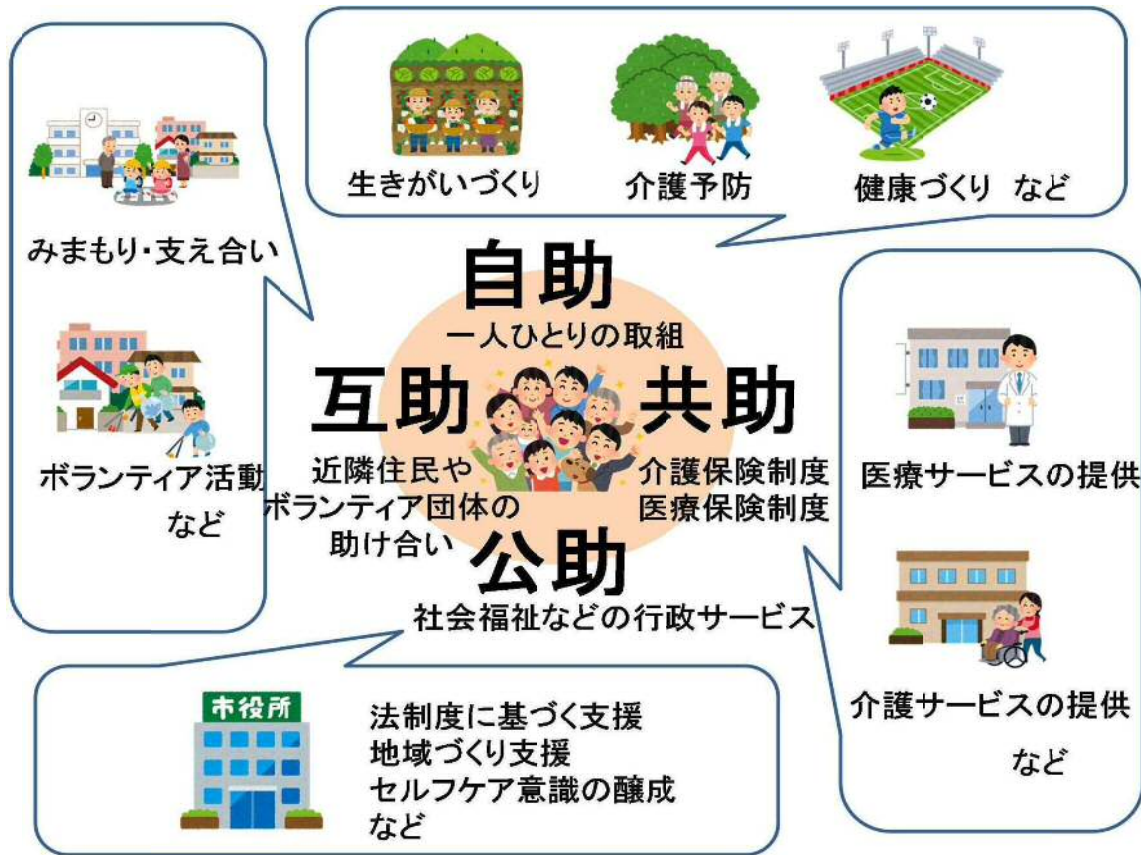 生きがいづくり
介護予防
健康づくり など
みまもり・支え合い
ボランティア活動
など
自助
一人ひとりの取組
互助
近隣住民や
ボランティア団体の
助け合い
共助
介護保険制度
医療保険制度
公助
社会福祉などの行政サービス
医療サービスの提供
介護サービスの提供
など
市役所
法制度に基づく支援
地域づくり支援
セルフケア意識の醸成
など